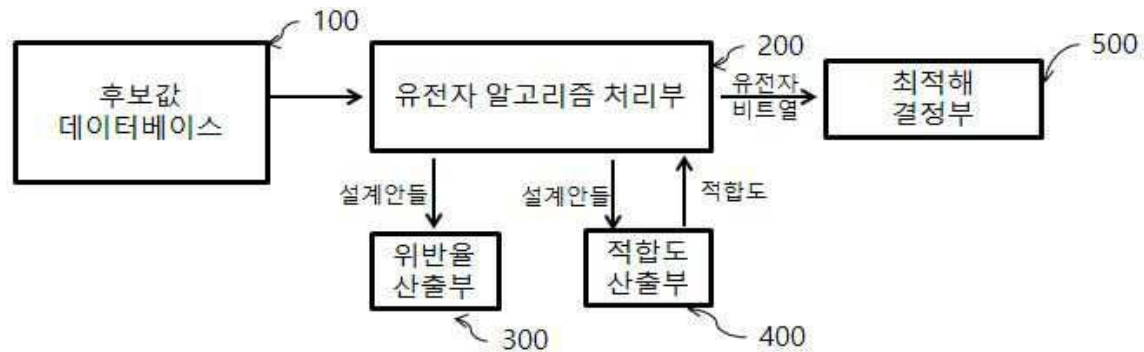 100
200
500
후보값
데이터베이스
유전자 알고리즘 처리부
유전자
비트열
최적해
결정부
설계안들
설계안들
적합도
위반율
산출부
적합도
산출부
300
400